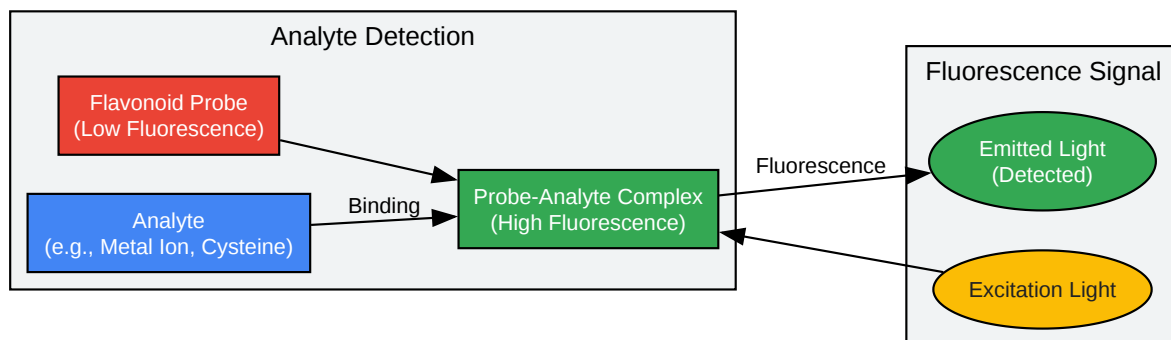 Analyte Detection
Flavonoid Probe
(Low Fluorescence)
Analyte
(e.g., Metal Ion, Cysteine)
Binding
Probe-Analyte Complex
(High Fluorescence)
Fluorescence
Fluorescence Signal
Emitted Light
(Detected)
Excitation Light